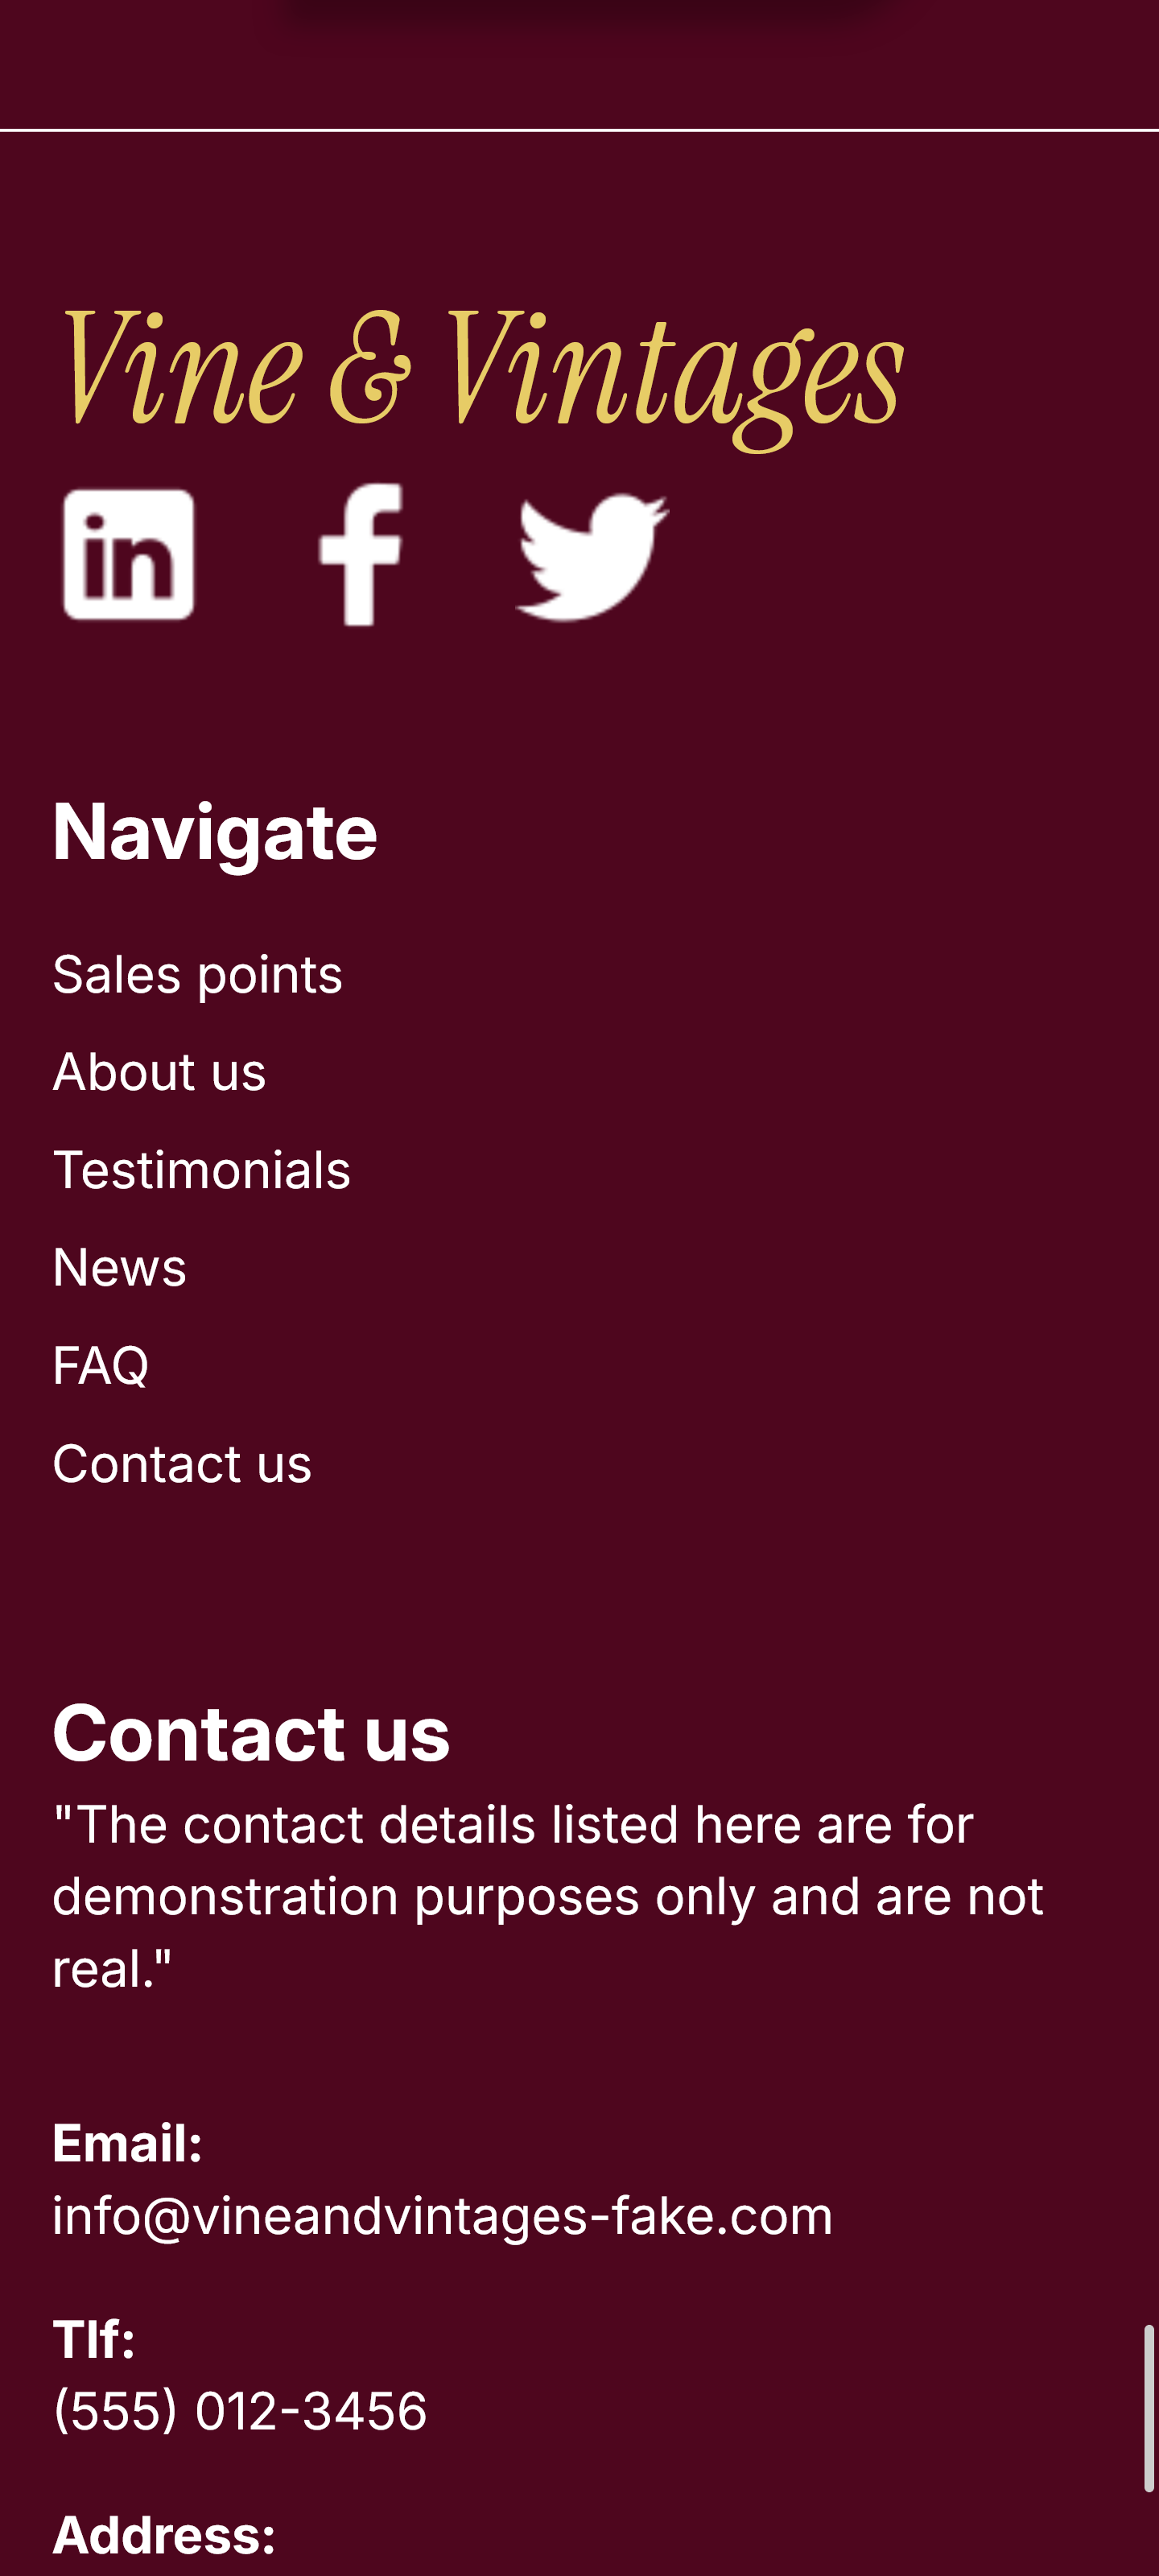 Vine & Vintages
in f
Navigate
Sales points
About us
Testimonials
News
FAQ
Contact us
Contact us
"The contact details listed here are for
demonstration purposes only and are not
real."
Email:
info@vineandvintages-fake.com
Tlf:
(555) 012-3456
Address: